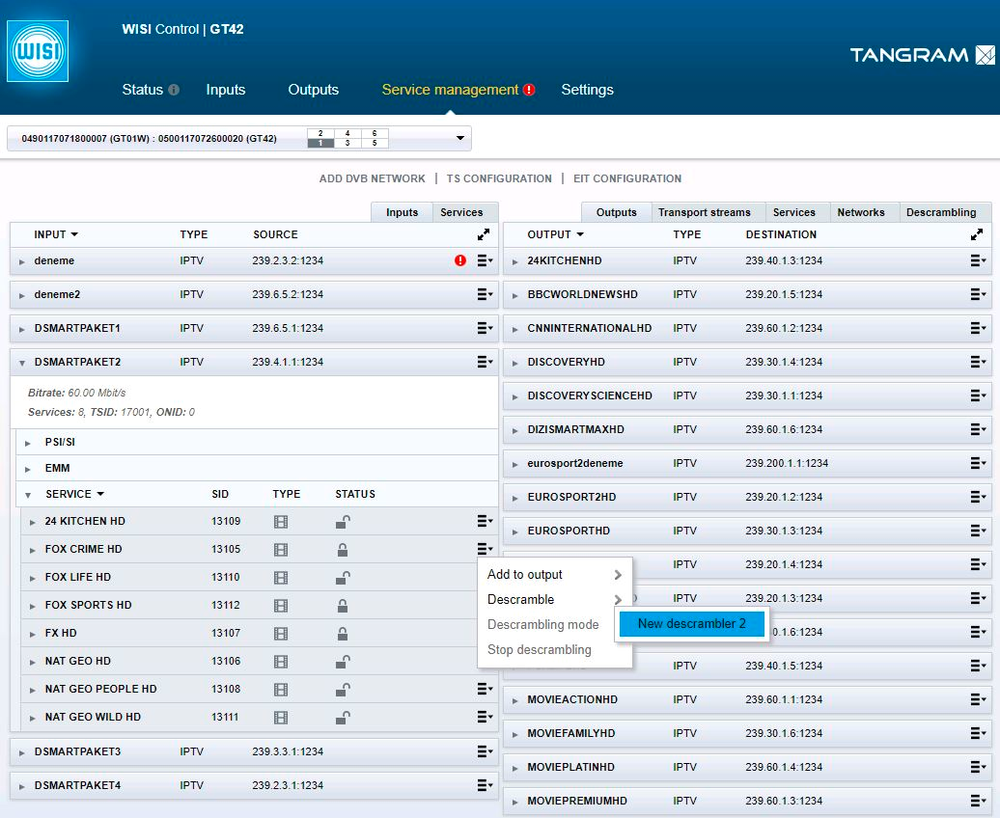 WISI
WISI Control | GT42
TANGRAM
Status Inputs Outputs Service management Settings
0490117071800007 (GT01W) : 0500117072600020 (GT42)
2 4 6
1 3 5
ADD DVB NETWORK | TS CONFIGURATION | EIT CONFIGURATION
Inputs Services
INPUT TYPE SOURCE
deneme IPTV 239.2.3.2:1234
deneme2 IPTV 239.6.5.2:1234
DSMARTPAKET1 IPTV 239.6.5.1:1234
DSMARTPAKET2 IPTV 239.4.1.1:1234
Bitrate: 60.00 Mbit/s
Services: 8, TSID: 17001, ONID: 0
PSI/SI
EMM
SERVICE SID TYPE STATUS
24 KITCHEN HD 13109
FOX CRIME HD 13105
FOX LIFE HD 13110
FOX SPORTS HD 13112
FX HD 13107
NAT GEO HD 13106
NAT GEO PEOPLE HD 13108
NAT GEO WILD HD 13111
DSMARTPAKET3 IPTV 239.3.3.1:1234
DSMARTPAKET4 IPTV 239.2.3.1:1234
Add to output
Descramble
Descrambling mode
Stop descrambling
New descrambler 2
Outputs Transport streams Services Networks Descrambling
OUTPUT TYPE DESTINATION
24KITCHENHD IPTV 239.40.1.3:1234
BBCWORLDNEWSHD IPTV 239.20.1.5:1234
CNNINTERNATIONALHD IPTV 239.60.1.2:1234
DISCOVERYHD IPTV 239.30.1.4:1234
DISCOVERYSCIENCEHD IPTV 239.30.1.1:1234
DIZISMARTMAXHD IPTV 239.60.1.6:1234
eurosport2deneme IPTV 239.200.1.1:1234
EUROSPORT2HD IPTV 239.20.1.2:1234
EUROSPORTHD IPTV 239.30.1.3:1234
IPTV 239.20.1.4:1234
IPTV 239.20.1.3:1234
0.1.6:1234
IPTV 239.40.1.5:1234
MOVIEACTIONHD IPTV 239.60.1.1:1234
MOVIEFAMILYHD IPTV 239.30.1.6:1234
MOVIEPLATINHD IPTV 239.60.1.4:1234
MOVIEPREMIUMHD IPTV 239.60.1.3:1234